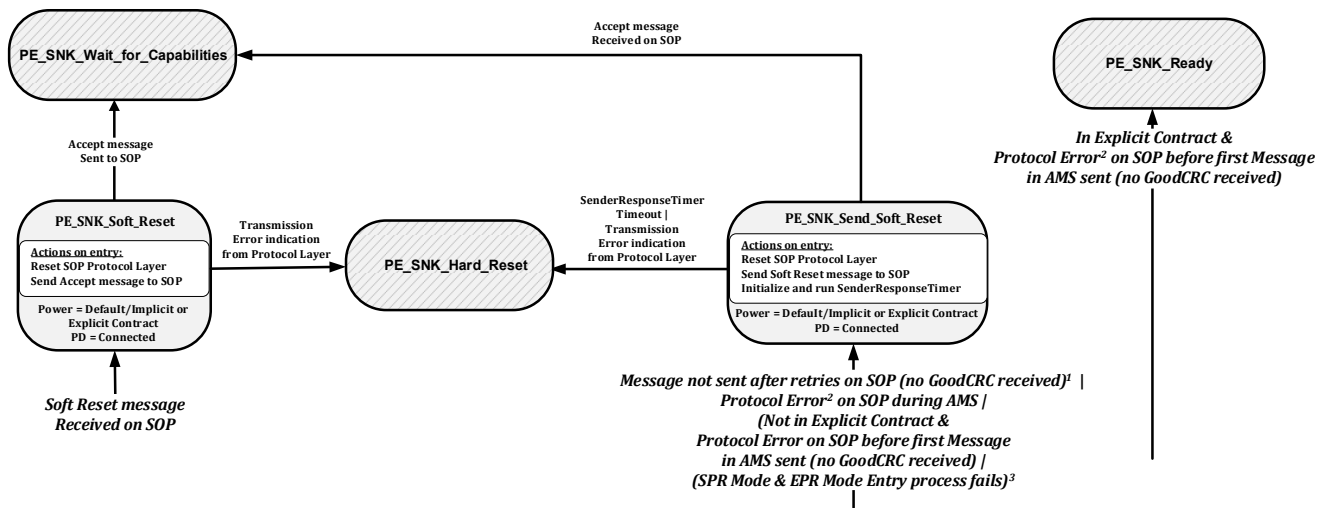 Accept message
Received on SOP
PE_SNK_Wait_for_Capabilities
PE_SNK_Ready
Accept message
Sent to SOP
In Explicit Contract &
Protocol Error² on SOP before first Message
in AMS sent (no GoodCRC received)
PE_SNK_Soft_Reset
Actions on entry:
Reset SOP Protocol Layer
Send Accept message to SOP
Power = Default/Implicit or
Explicit Contract
PD = Connected
Transmission
Error indication
from Protocol Layer
PE_SNK_Hard_Reset
SenderResponseTimer
Timeout |
Transmission
Error indication
from Protocol Layer
PE_SNK_Send_Soft_Reset
Actions on entry:
Reset SOP Protocol Layer
Send Soft Reset message to SOP
Initialize and run SenderResponseTimer
Power = Default/Implicit or Explicit Contract
PD = Connected
Soft Reset message
Received on SOP
Message not sent after retries on SOP (no GoodCRC received)¹ |
Protocol Error² on SOP during AMS |
(Not in Explicit Contract &
Protocol Error on SOP before first Message
in AMS sent (no GoodCRC received) |
(SPR Mode & EPR Mode Entry process fails)³